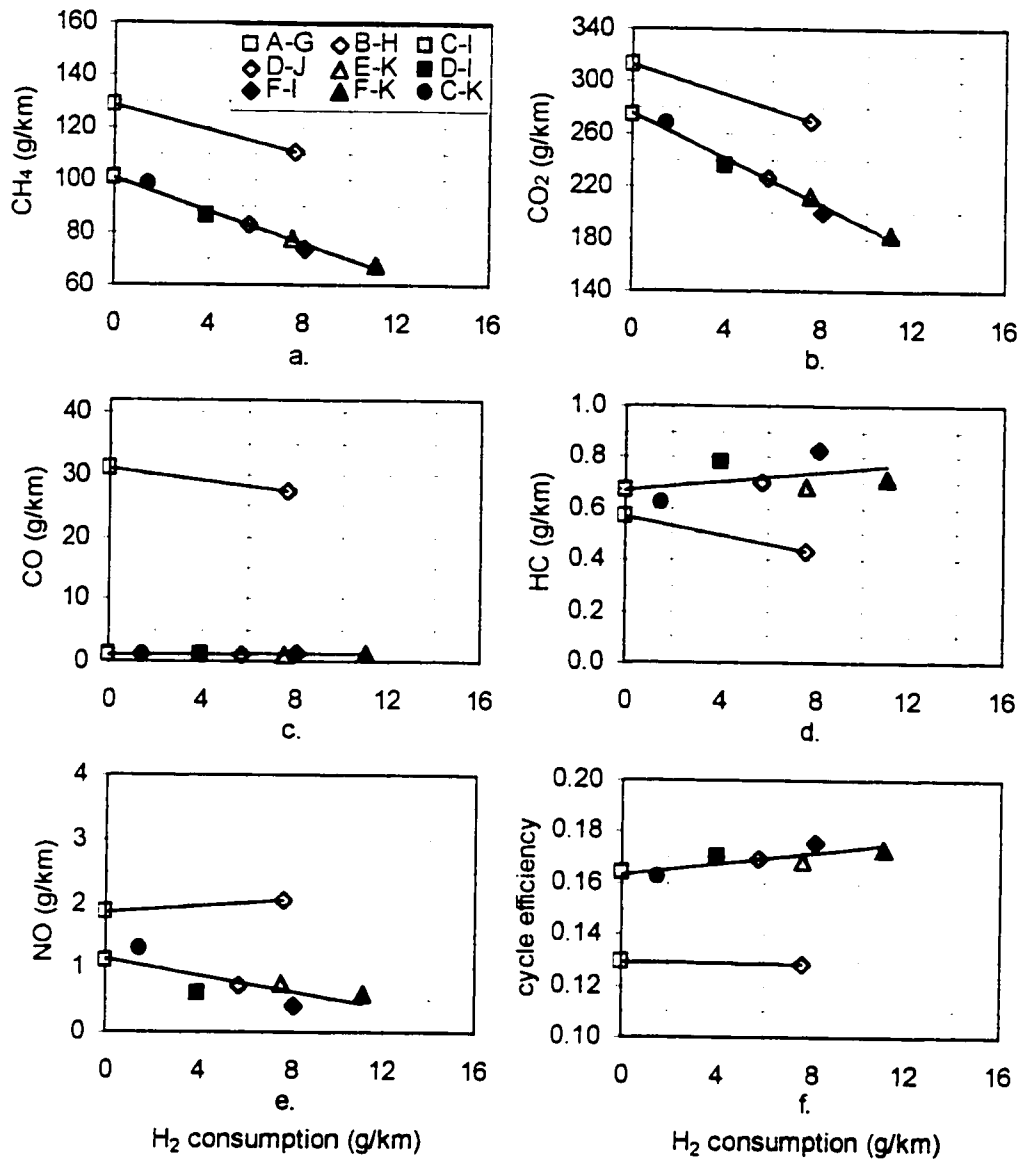 160
140
120
100
80
60
CH4 (g/km)
A-G B-H C-I
D-J E-K D-I
F-I F-K C-K
0 4 8 12 16
a.
340
300
260
220
180
140
CO2 (g/km)
0 4 8 12 16
b.
40
30
20
10
0
CO (g/km)
0 4 8 12 16
c.
1.0
0.8
0.6
0.4
0.2
0.0
HC (g/km)
0 4 8 12 16
d.
4
3
2
1
0
NO (g/km)
0 4 8 12 16
e.
H2 consumption (g/km)
0.20
0.18
0.16
0.14
0.12
0.10
cycle efficiency
0 4 8 12 16
f.
H2 consumption (g/km)